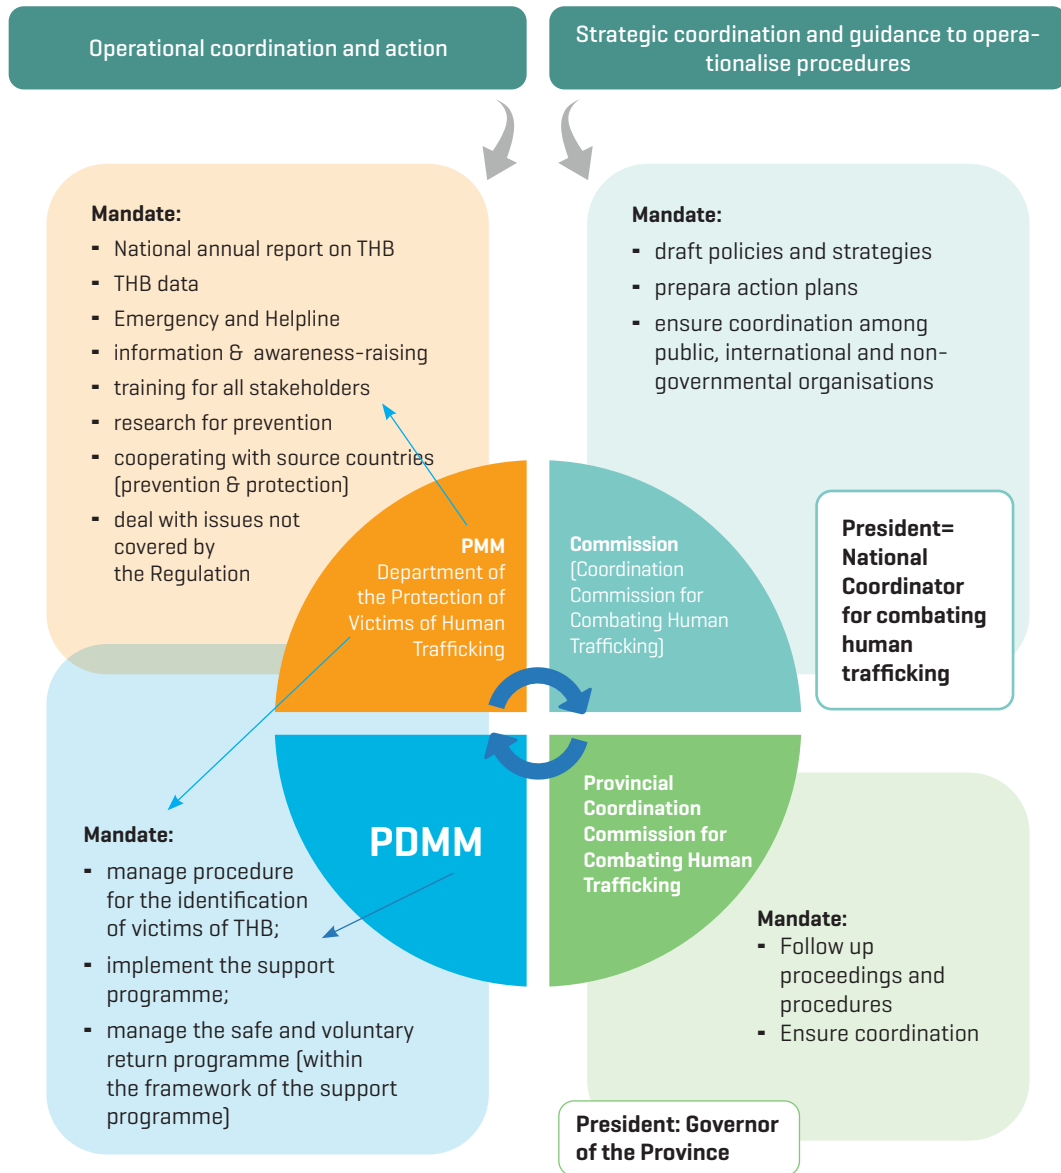 Operational coordination and action
Strategic coordination and guidance to opera-
tionalise procedures
Mandate:
- National annual report on THB
- THB data
- Emergency and Helpline
- information & awareness-raising
- training for all stakeholders
- research for prevention
- cooperating with source countries
(prevention & protection)
- deal with issues not
covered by
the Regulation
Mandate:
- draft policies and strategies
- prepara action plans
- ensure coordination among
public, international and non-
governmental organisations
PMM
Department of
the Protection of
Victims of Human
Trafficking
Commission
(Coordination
Commission for
Combating Human
Trafficking)
President=
National
Coordinator
for combating
human
trafficking
PDMM
Provincial
Coordination
Commission for
Combating Human
Trafficking
Mandate:
- manage procedure
for the identification
of victims of THB;
- implement the support
programme;
- manage the safe and voluntary
return programme (within
the framework of the support
programme)
Mandate:
- Follow up
proceedings and
procedures
- Ensure coordination
President: Governor
of the Province